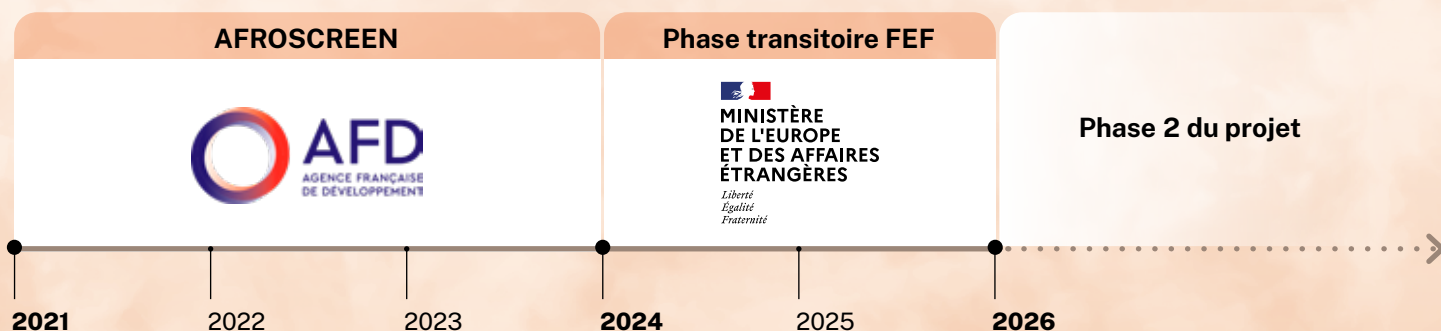 AFROSCREEN
Phase transitoire FEF
AFD
AGENCE FRANÇAISE
DE DÉVELOPPEMENT
MINISTÈRE
DE L'EUROPE
ET DES AFFAIRES
ÉTRANGÈRES
Liberté
Égalité
Fraternité
Phase 2 du projet
2021
2022
2023
2024
2025
2026